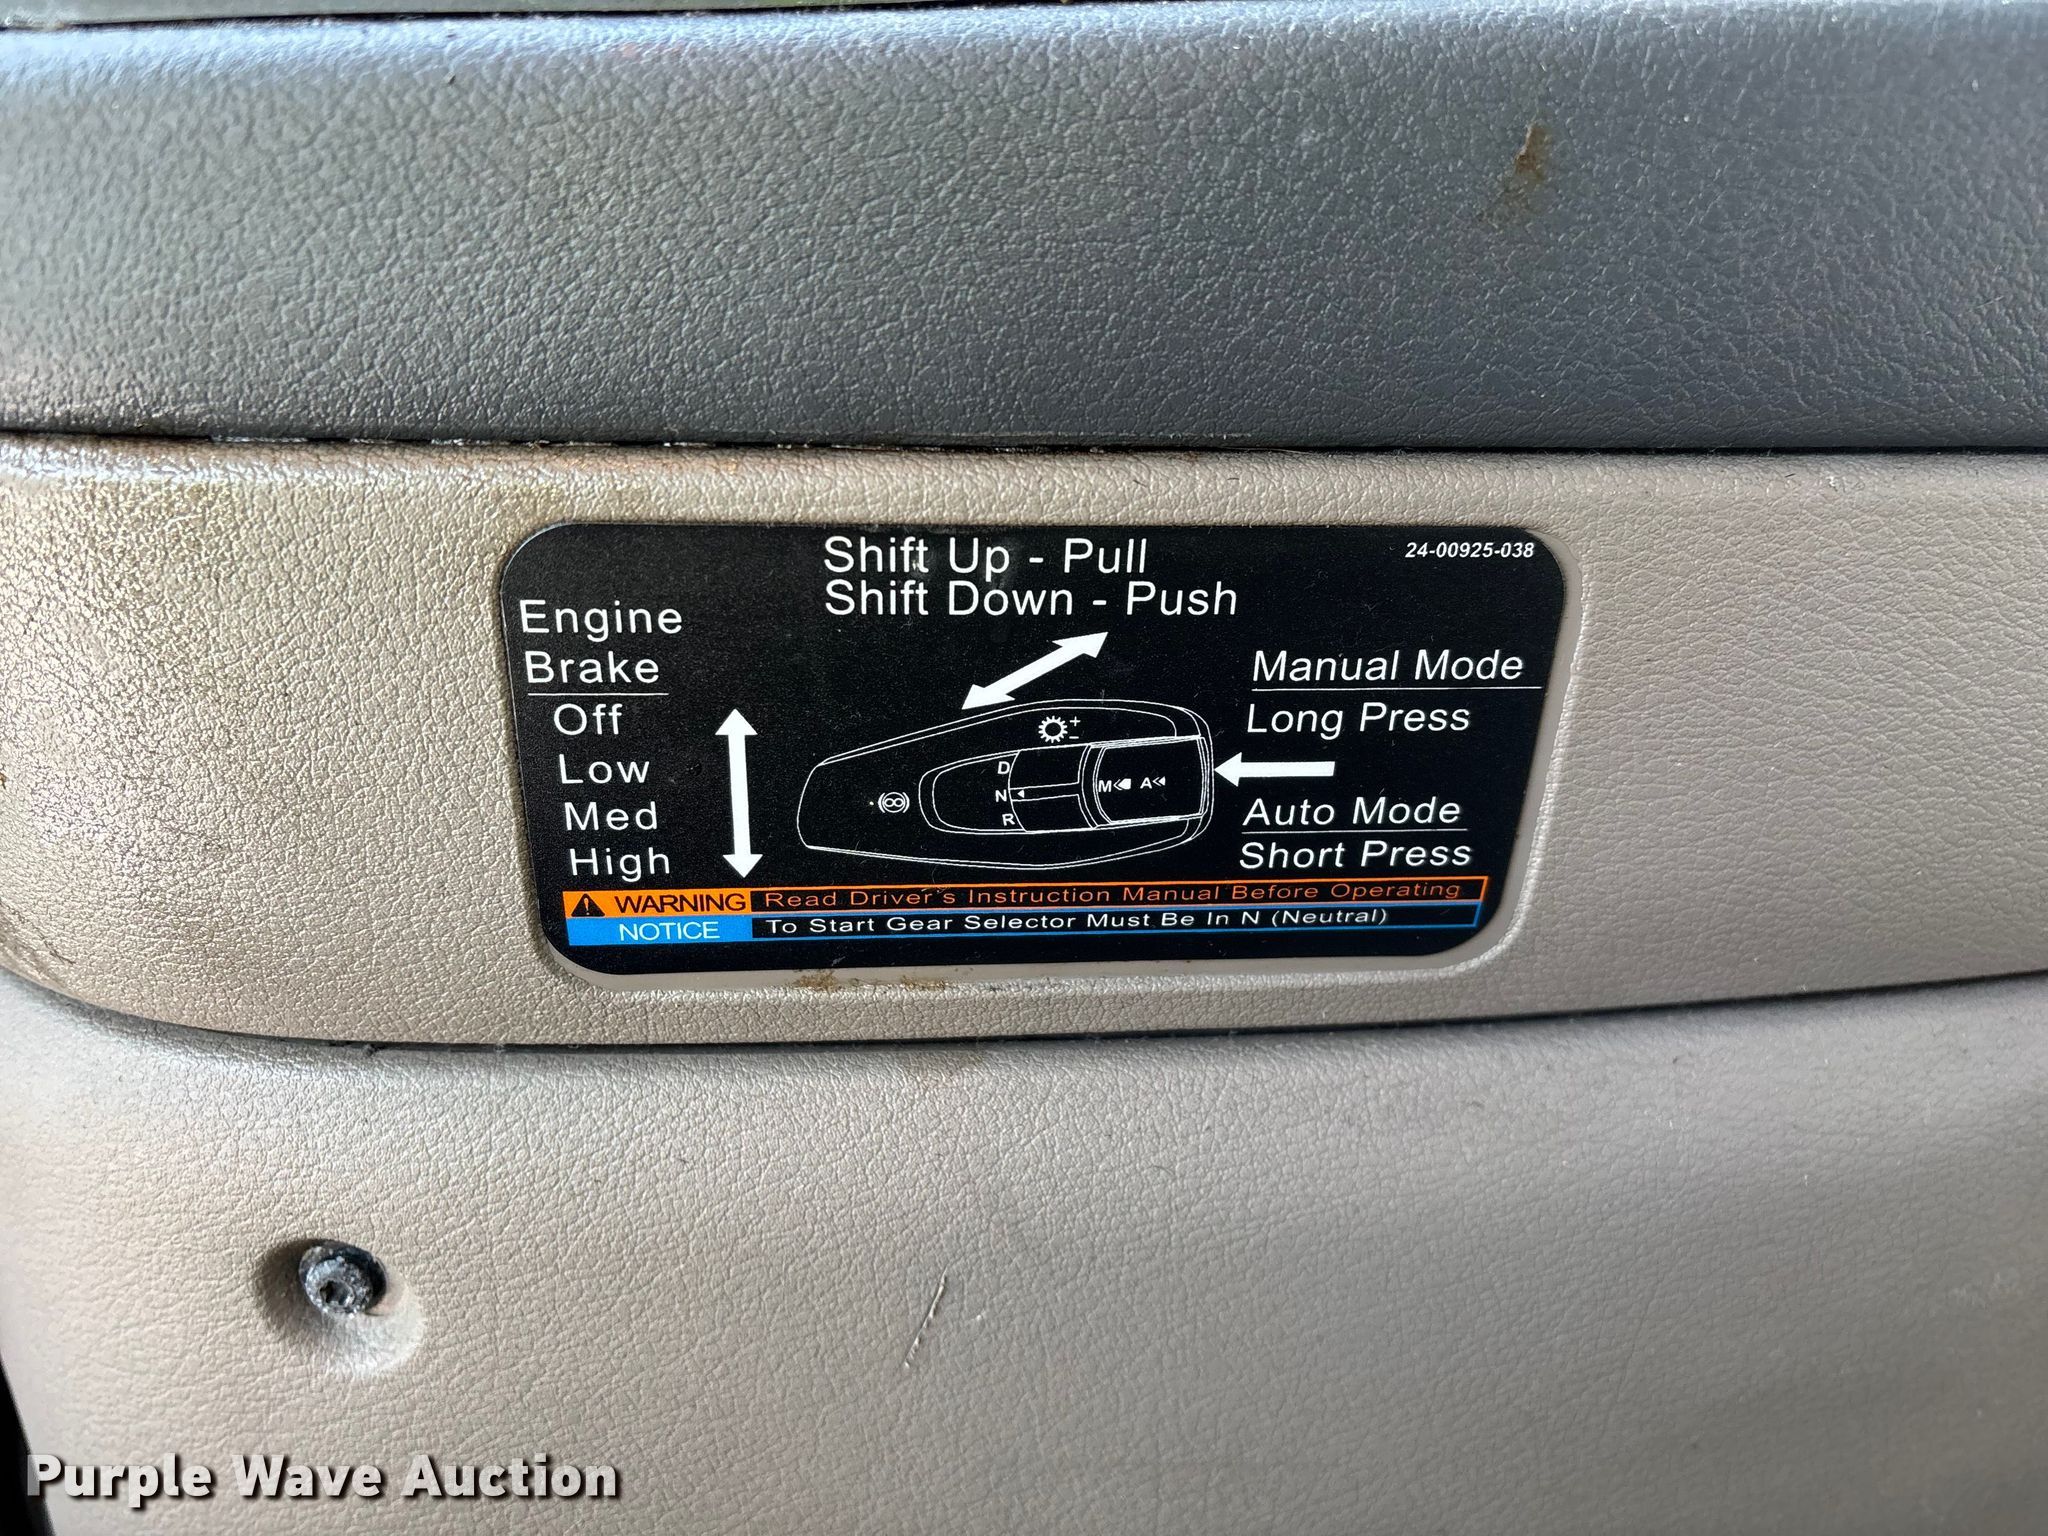 Shift Up - Pull
Shift Down - Push
24-00925-038
Engine
Brake
Off
Low
Med
High
+
-
D
N
R
M
A
Manual Mode
Long Press
Auto Mode
Short Press
WARNING Read Driver's Instruction Manual Before Operating
NOTICE To Start Gear Selector Must Be In N (Neutral)
Purple Wave Auction